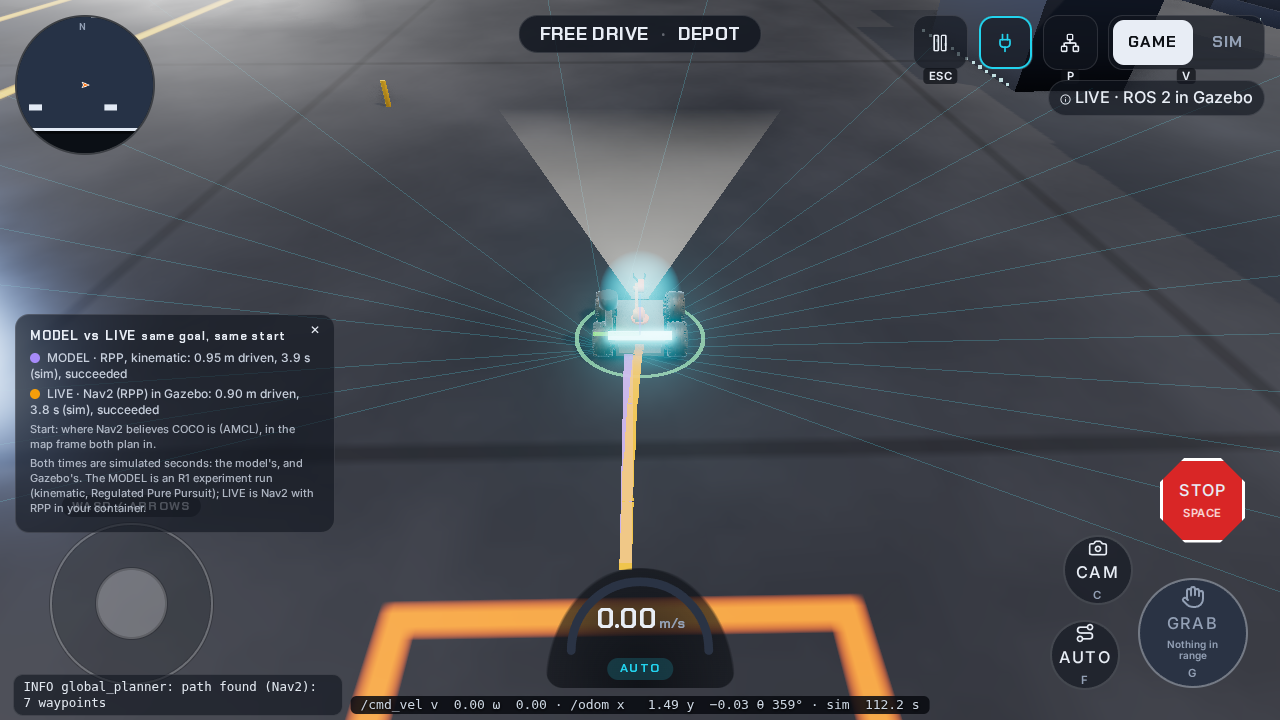 N
FREE DRIVE · DEPOT
GAME SIM
ESC P V
LIVE · ROS 2 in Gazebo
MODEL vs LIVE same goal, same start ×
MODEL · RPP, kinematic: 0.95 m driven, 3.9 s
(sim), succeeded
LIVE · Nav2 (RPP) in Gazebo: 0.90 m driven,
3.8 s (sim), succeeded
Start: where Nav2 believes COCO is (AMCL), in the
map frame both plan in.
Both times are simulated seconds: the model's, and
Gazebo's. The MODEL is an R1 experiment run
(kinematic, Regulated Pure Pursuit); LIVE is Nav2 with
RPP in your container.
STOP
SPACE
CAM
C
GRAB
Nothing in
range
G
AUTO
F
0.00 m/s
AUTO
INFO global_planner: path found (Nav2):
7 waypoints
/cmd_vel v 0.00 ω 0.00 · /odom x 1.49 y −0.03 θ 359° · sim 112.2 s